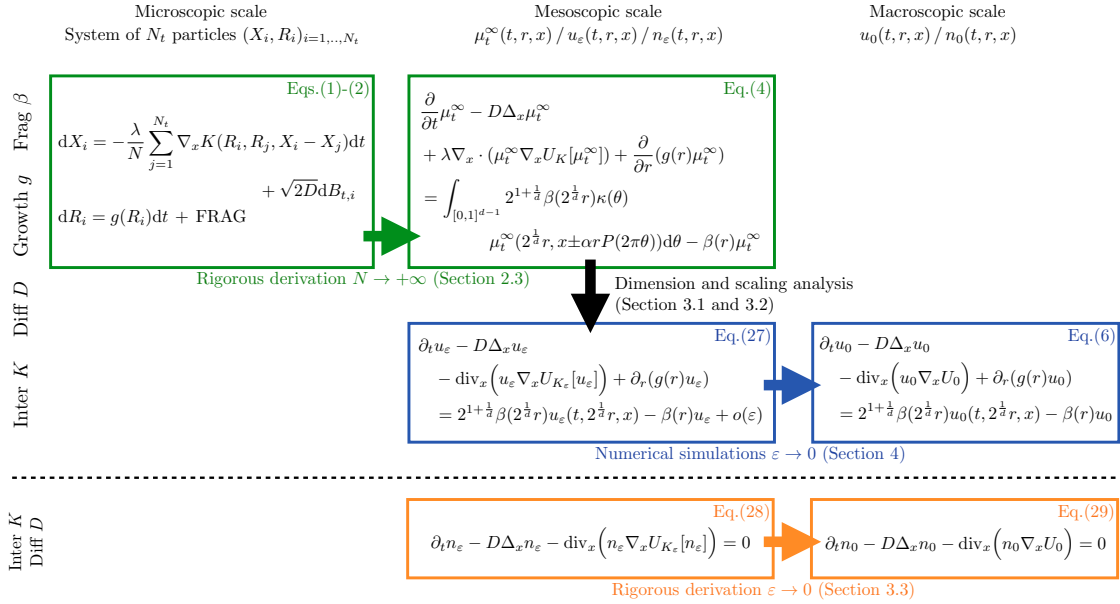 Microscopic scale
System of $N_t$ particles $(X_i, R_i)_{i=1,..,N_t}$
Mesoscopic scale
$\mu_t^\infty(t, r, x) \,/\, u_\varepsilon(t, r, x) \,/\, n_\varepsilon(t, r, x)$
Macroscopic scale
$u_0(t, r, x) \,/\, n_0(t, r, x)$
Frag $\beta$
Growth $g$
Diff $D$
Inter $K$
Eqs.(1)-(2)
$\mathrm{d}X_i = -\frac{\lambda}{N} \sum_{j=1}^{N_t} \nabla_x K(R_i, R_j, X_i - X_j)\mathrm{d}t$
$+ \sqrt{2D}\mathrm{d}B_{t,i}$
$\mathrm{d}R_i = g(R_i)\mathrm{d}t +$ FRAG
Eq.(4)
$\frac{\partial}{\partial t}\mu_t^\infty - D\Delta_x \mu_t^\infty$
$+ \lambda \nabla_x \cdot (\mu_t^\infty \nabla_x U_K[\mu_t^\infty]) + \frac{\partial}{\partial r}(g(r)\mu_t^\infty)$
$= \int_{[0,1]^{d-1}} 2^{1+\frac{1}{d}} \beta(2^{\frac{1}{d}} r)\kappa(\theta)$
$\mu_t^\infty(2^{\frac{1}{d}} r, x \pm \alpha r P(2\pi\theta))\mathrm{d}\theta - \beta(r)\mu_t^\infty$
Rigorous derivation $N \to +\infty$ (Section 2.3)
Dimension and scaling analysis
(Section 3.1 and 3.2)
Eq.(27)
$\partial_t u_\varepsilon - D\Delta_x u_\varepsilon$
$- \mathrm{div}_x\left(u_\varepsilon \nabla_x U_{K_\varepsilon}[u_\varepsilon]\right) + \partial_r(g(r)u_\varepsilon)$
$= 2^{1+\frac{1}{d}} \beta(2^{\frac{1}{d}} r)u_\varepsilon(t, 2^{\frac{1}{d}} r, x) - \beta(r)u_\varepsilon + o(\varepsilon)$
Eq.(6)
$\partial_t u_0 - D\Delta_x u_0$
$- \mathrm{div}_x\left(u_0 \nabla_x U_0\right) + \partial_r(g(r)u_0)$
$= 2^{1+\frac{1}{d}} \beta(2^{\frac{1}{d}} r)u_0(t, 2^{\frac{1}{d}} r, x) - \beta(r)u_0$
Numerical simulations $\varepsilon \to 0$ (Section 4)
Inter $K$
Diff $D$
Eq.(28)
$\partial_t n_\varepsilon - D\Delta_x n_\varepsilon - \mathrm{div}_x\left(n_\varepsilon \nabla_x U_{K_\varepsilon}[n_\varepsilon]\right) = 0$
Eq.(29)
$\partial_t n_0 - D\Delta_x n_0 - \mathrm{div}_x\left(n_0 \nabla_x U_0\right) = 0$
Rigorous derivation $\varepsilon \to 0$ (Section 3.3)